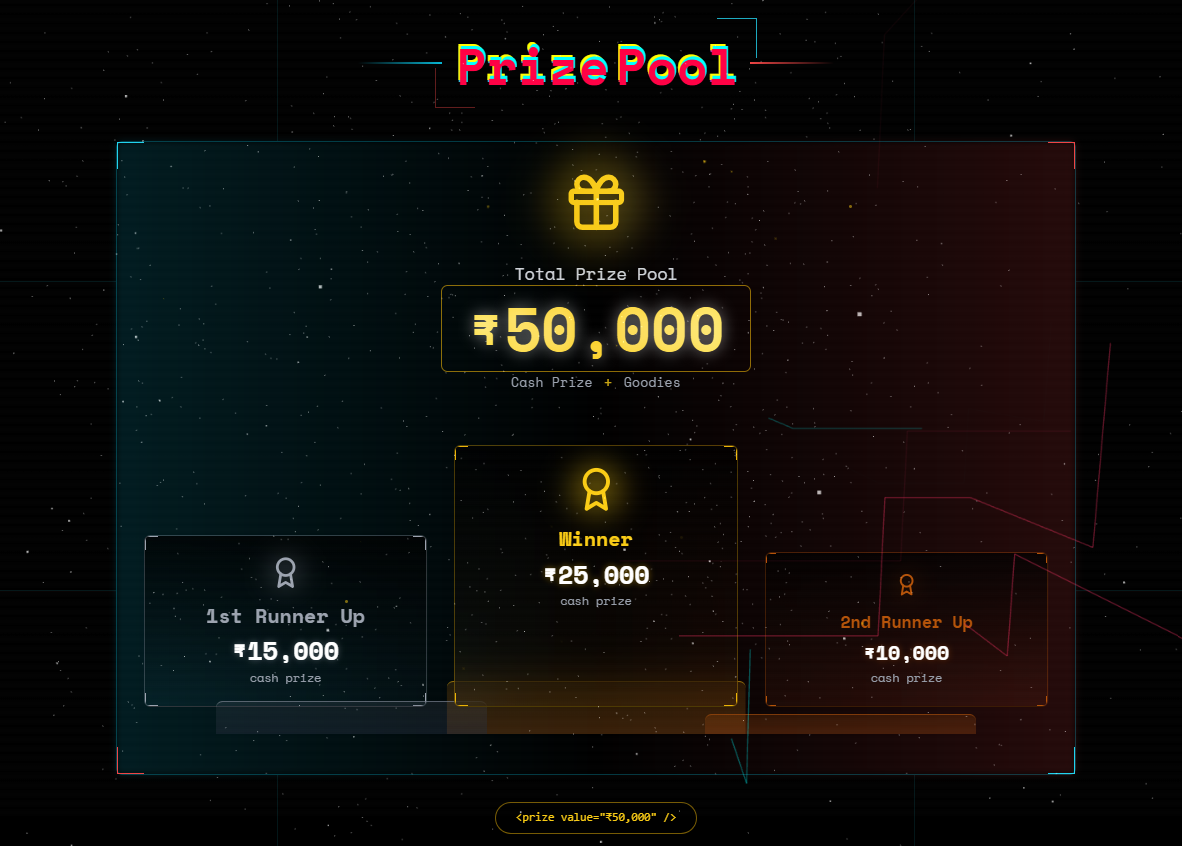 Prize Pool
Total Prize Pool
₹50,000
Cash Prize + Goodies
Winner
₹25,000
cash prize
1st Runner Up
₹15,000
cash prize
2nd Runner Up
₹10,000
cash prize
<prize value="₹50,000" />